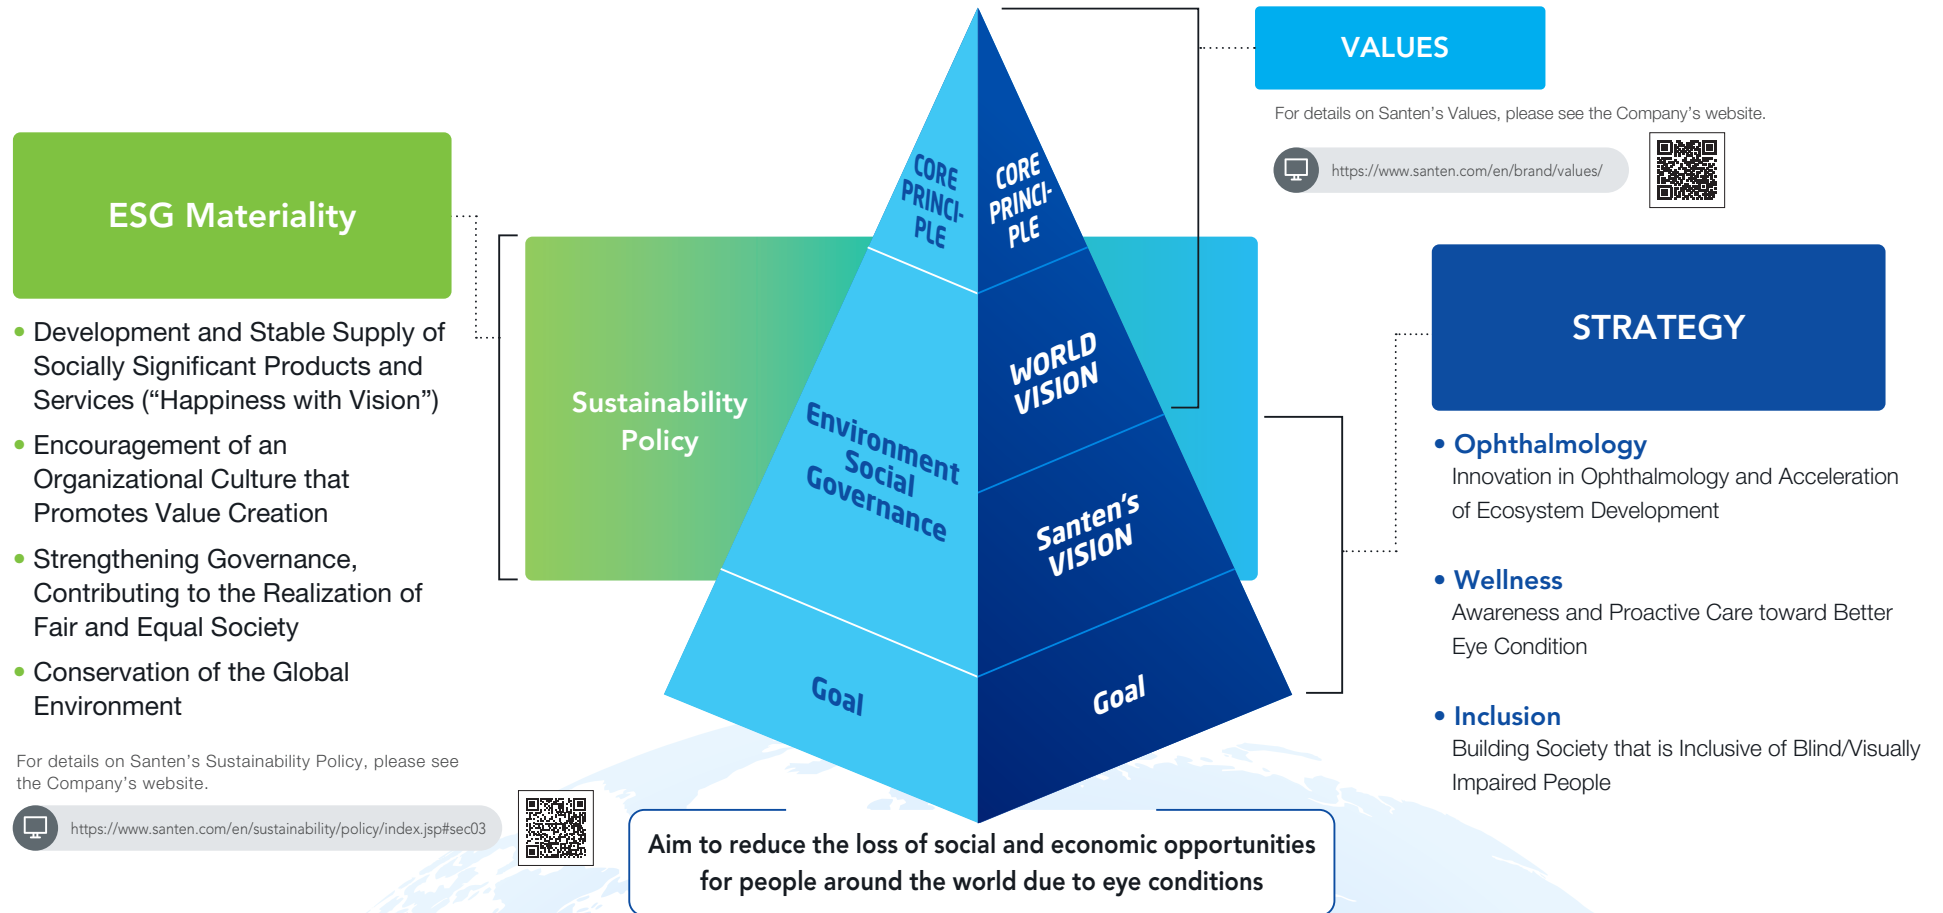 ESG Materiality
• Development and Stable Supply of
Socially Significant Products and
Services (“Happiness with Vision”)
• Encouragement of an
Organizational Culture that
Promotes Value Creation
• Strengthening Governance,
Contributing to the Realization of
Fair and Equal Society
• Conservation of the Global
Environment
For details on Santen’s Sustainability Policy, please see
the Company’s website.
https://www.santen.com/en/sustainability/policy/index.jsp#sec03
Sustainability
Policy
CORE
PRINCI-
PLE
Environment
Social
Governance
Goal
CORE
PRINCI-
PLE
WORLD
VISION
Santen’s
VISION
Goal
Aim to reduce the loss of social and economic opportunities
for people around the world due to eye conditions
VALUES
For details on Santen’s Values, please see the Company’s website.
https://www.santen.com/en/brand/values/
STRATEGY
• Ophthalmology
Innovation in Ophthalmology and Acceleration
of Ecosystem Development
• Wellness
Awareness and Proactive Care toward Better
Eye Condition
• Inclusion
Building Society that is Inclusive of Blind/Visually
Impaired People